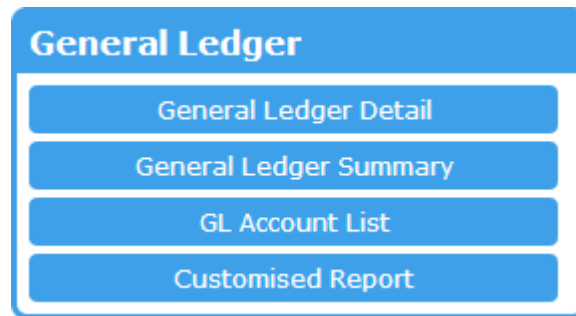 General Ledger
General Ledger Detail
General Ledger Summary
GL Account List
Customised Report